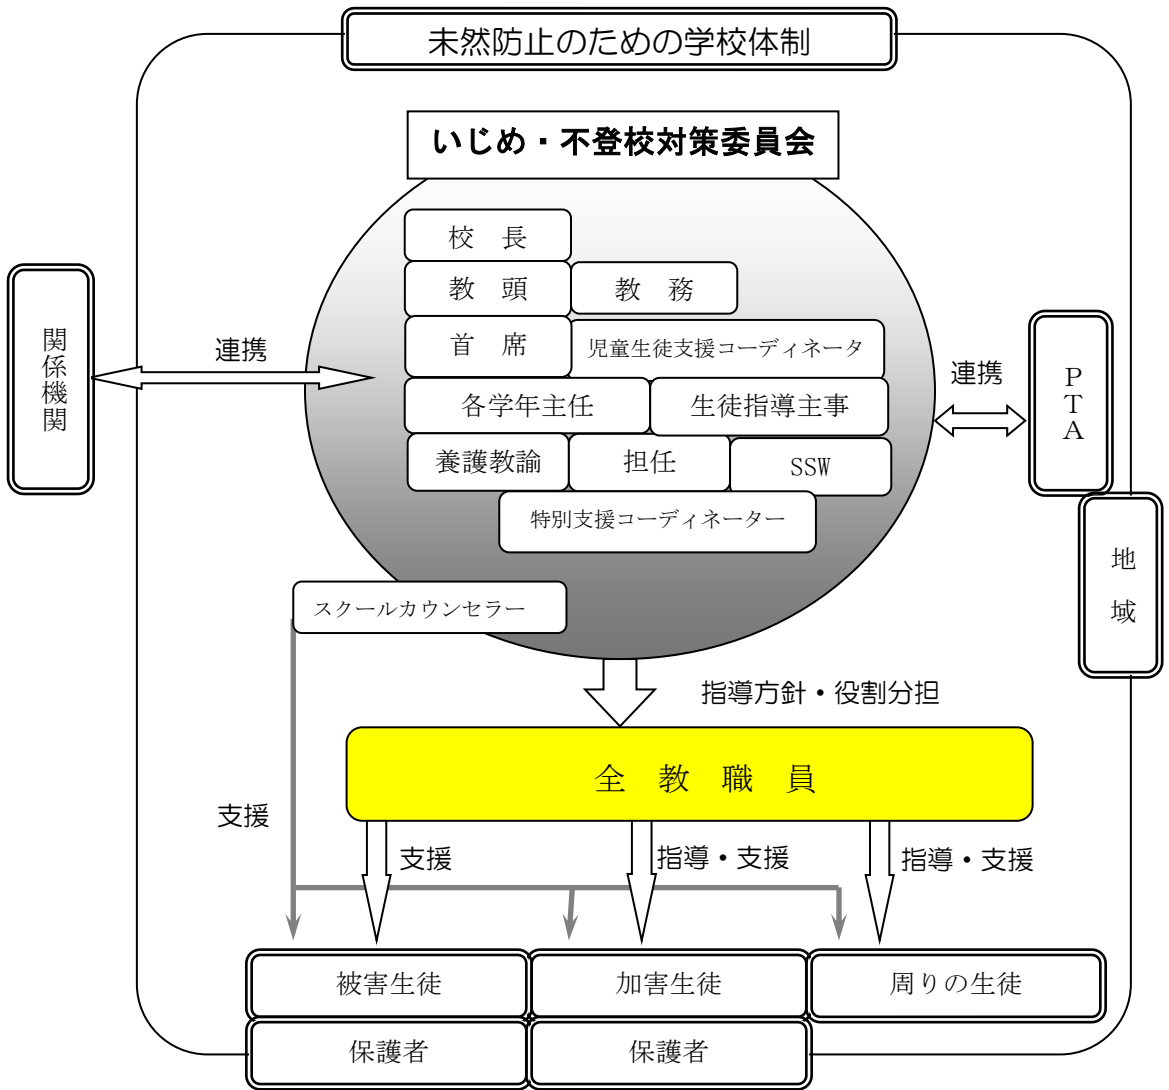 未然防止のための学校体制
いじめ・不登校対策委員会
校　長
教　頭
教　務
首　席
児童生徒支援コーディネータ
各学年主任
生徒指導主事
養護教諭
担任
SSW
特別支援コーディネーター
スクールカウンセラー
関係機関
連携
連携
ＰＴＡ
地　域
指導方針・役割分担
全　教　職　員
支援
支援
指導・支援
指導・支援
被害生徒
加害生徒
周りの生徒
保護者
保護者